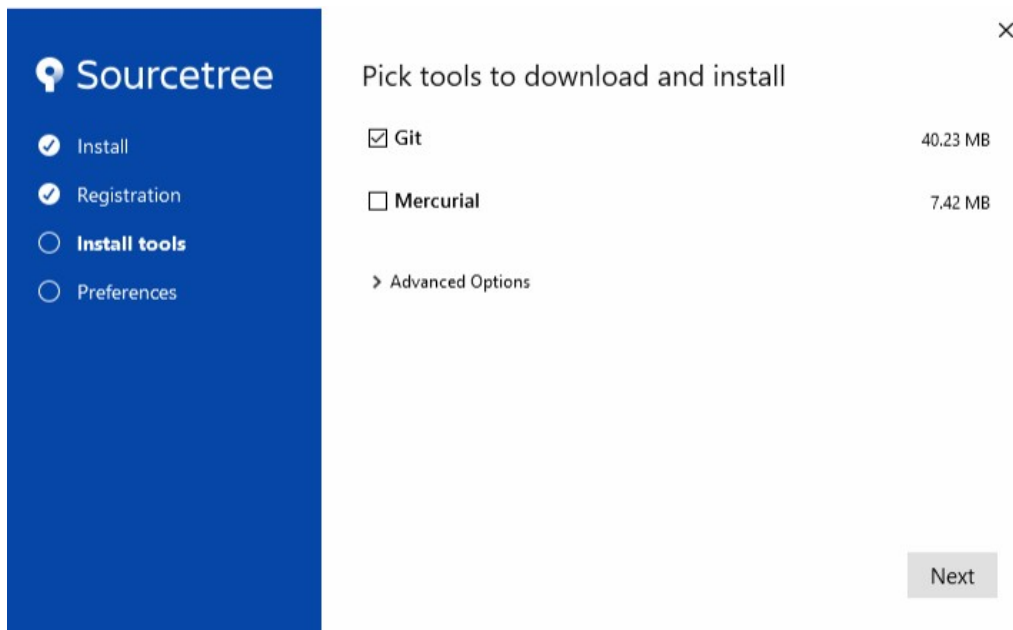 Sourcetree
Install
Registration
Install tools
Preferences
Pick tools to download and install
Git 40.23 MB
Mercurial 7.42 MB
Advanced Options
Next